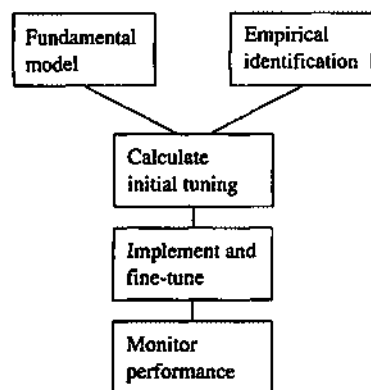 Fundamental
model
Empirical
identification
Calculate
initial tuning
Implement and
fine-tune
Monitor
performance